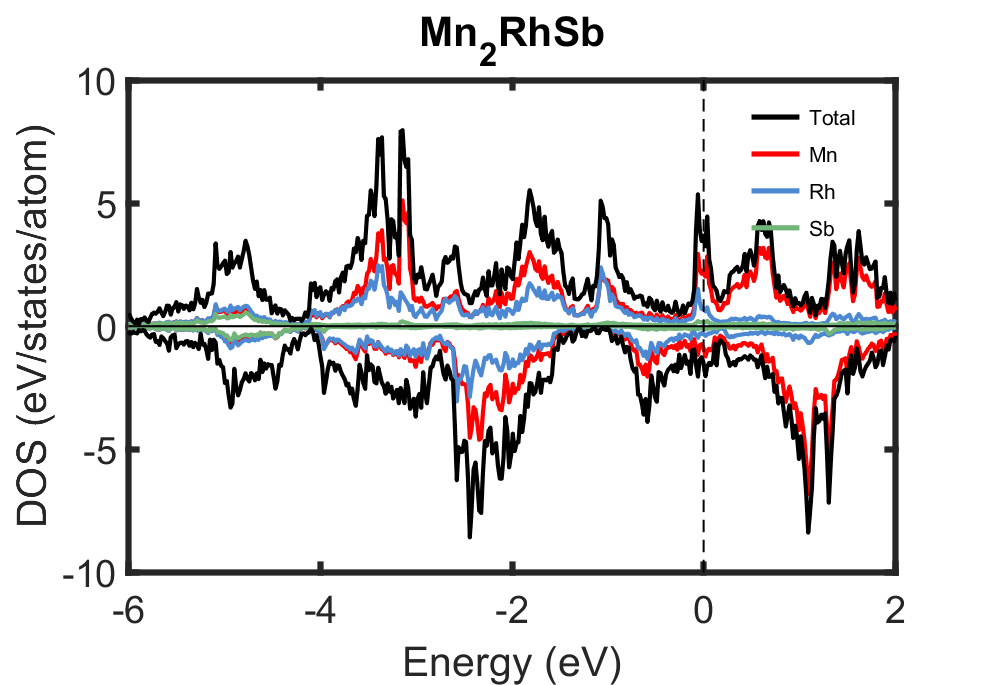 Mn2RhSb
10
5
0
-5
-10
-6
-4
-2
0
2
DOS (eV/states/atom)
Energy (eV)
Total
Mn
Rh
Sb